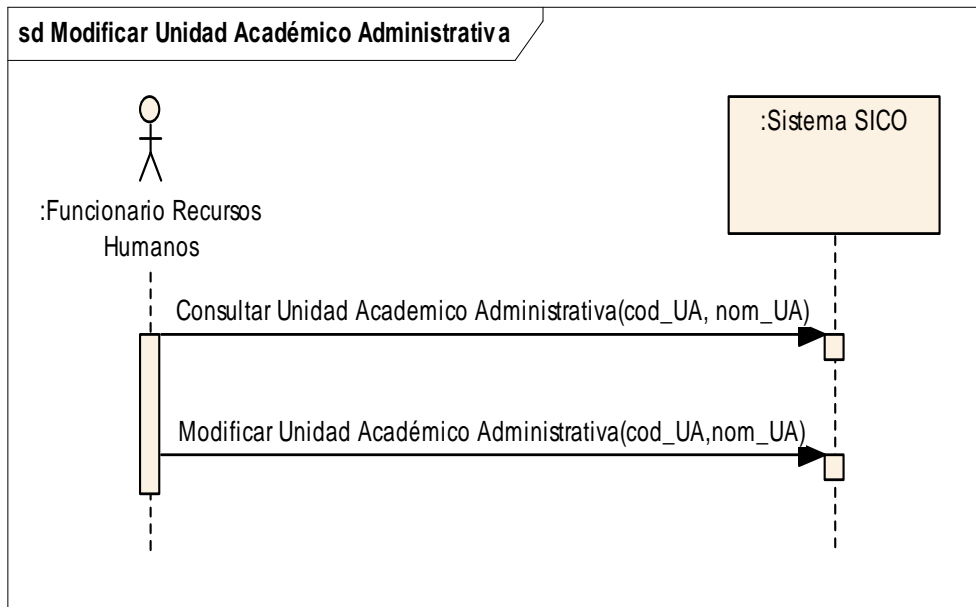 sd Modificar Unidad Académico Administrativa
:Sistema SICO
:Funcionario Recursos
Humanos
Consultar Unidad Academico Administrativa(cod_UA, nom_UA)
Modificar Unidad Académico Administrativa(cod_UA,nom_UA)